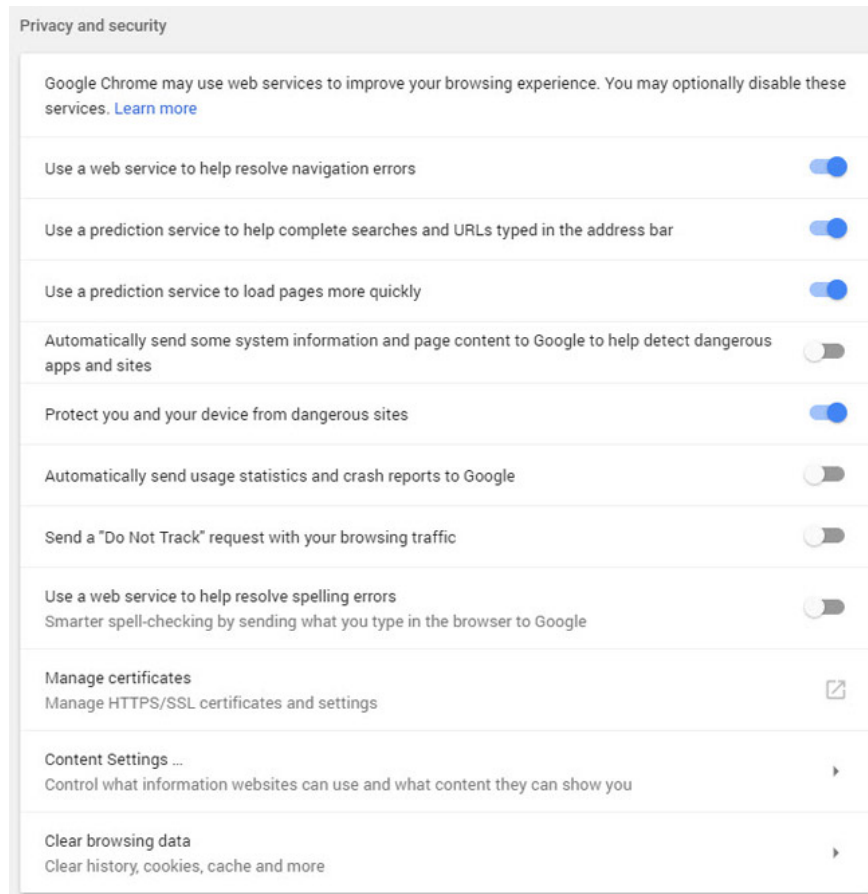 Privacy and security
Google Chrome may use web services to improve your browsing experience. You may optionally disable these
services. Learn more
Use a web service to help resolve navigation errors
Use a prediction service to help complete searches and URLs typed in the address bar
Use a prediction service to load pages more quickly
Automatically send some system information and page content to Google to help detect dangerous
apps and sites
Protect you and your device from dangerous sites
Automatically send usage statistics and crash reports to Google
Send a "Do Not Track" request with your browsing traffic
Use a web service to help resolve spelling errors
Smarter spell-checking by sending what you type in the browser to Google
Manage certificates
Manage HTTPS/SSL certificates and settings
Content Settings ...
Control what information websites can use and what content they can show you
Clear browsing data
Clear history, cookies, cache and more